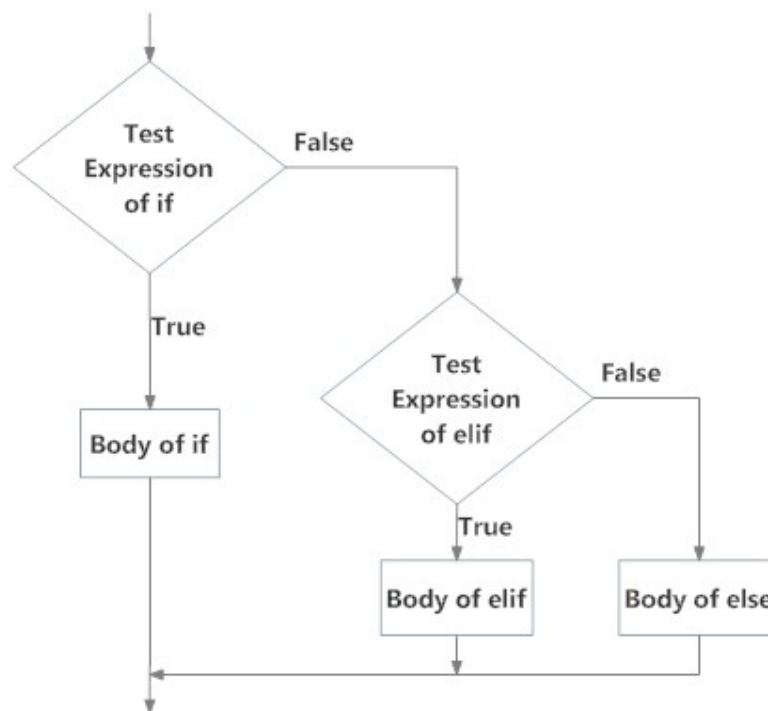 Test
Expression
of if
False
True
Test
Expression
of elif
False
Body of if
True
Body of elif
Body of else